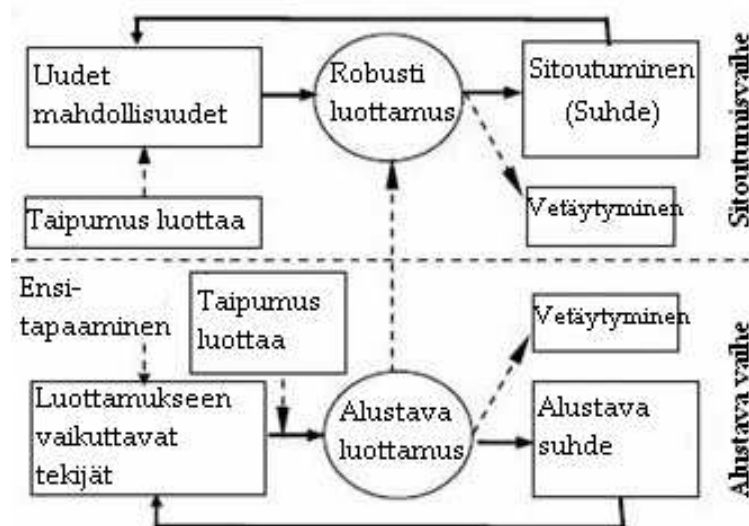 Uudet
mahdollisuudet
Robusti
luottamus
Sitoutuminen
(Suhde)
Taipumus luottaa
Vetäytyminen
Sitoutumisvaihe
Ensi-
tapaaminen
Taipumus
luottaa
Vetäytyminen
Luottamukseen
vaikuttavat
tekijät
Alustava
luottamus
Alustava
suhde
Alustava vaihe